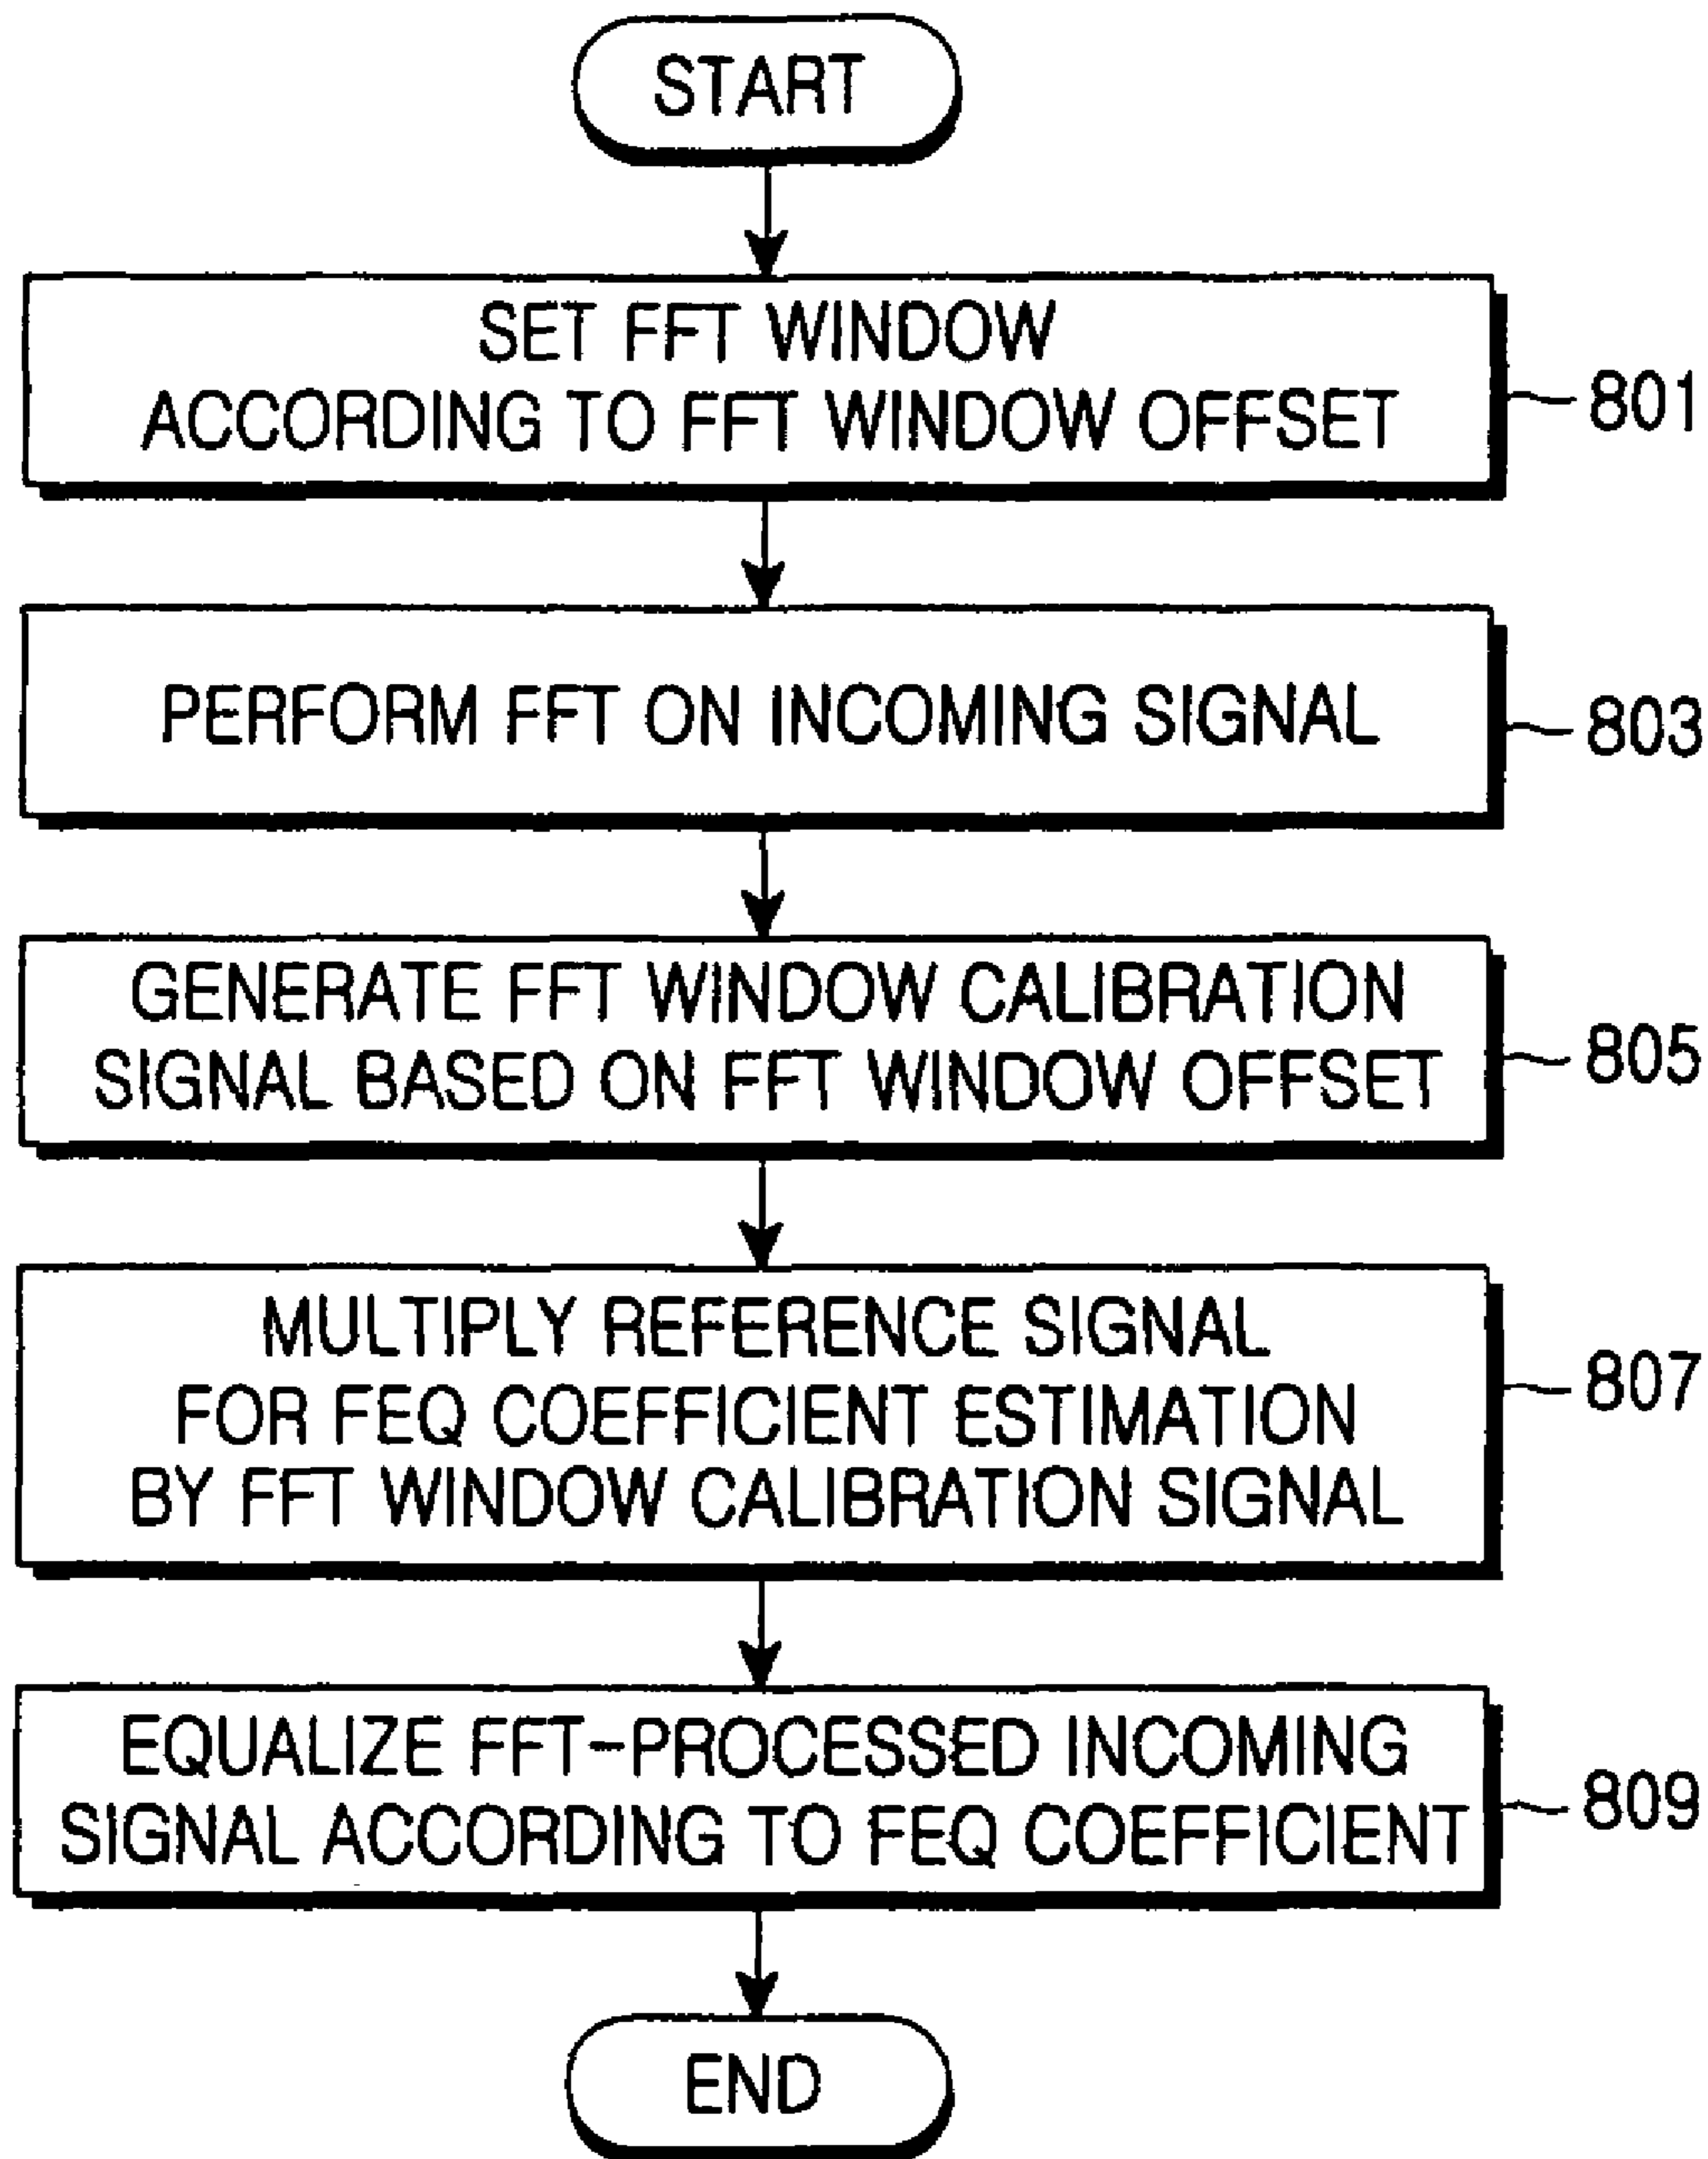 START
SET FFT WINDOW
ACCORDING TO FFT WINDOW OFFSET
801
PERFORM FFT ON INCOMING SIGNAL
803
GENERATE FFT WINDOW CALIBRATION
SIGNAL BASED ON FFT WINDOW OFFSET
805
MULTIPLY REFERENCE SIGNAL
FOR FEQ COEFFICIENT ESTIMATION
BY FFT WINDOW CALIBRATION SIGNAL
807
EQUALIZE FFT-PROCESSED INCOMING
SIGNAL ACCORDING TO FEQ COEFFICIENT
809
END